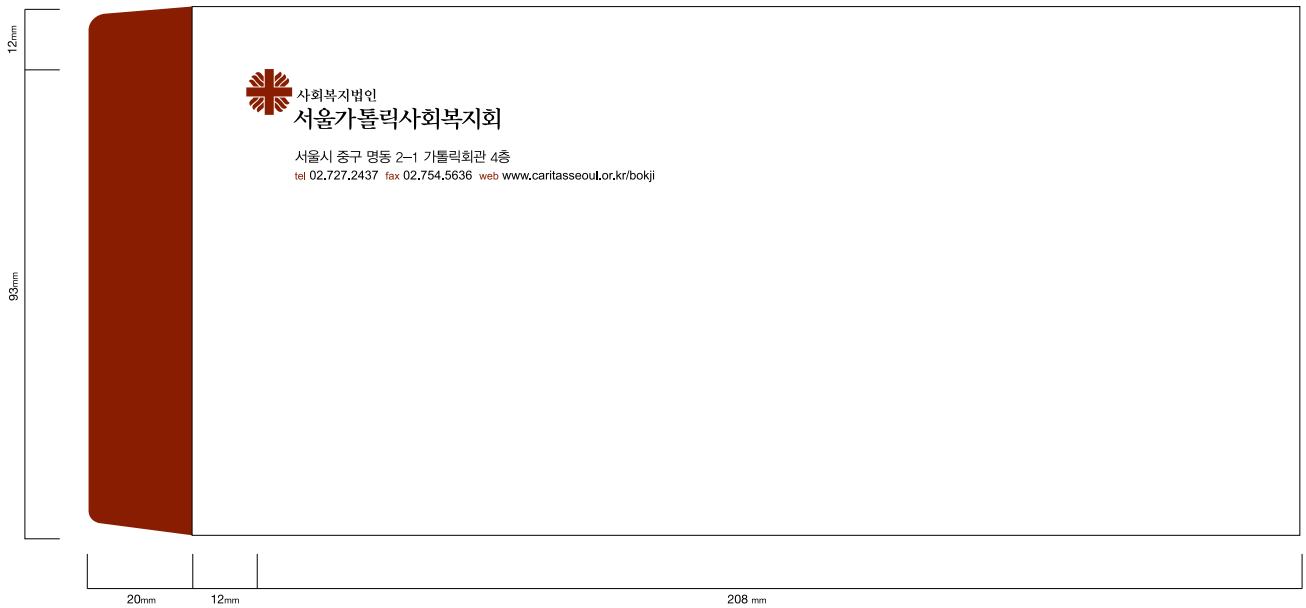 12mm
사회복지법인
서울가톨릭사회복지회
서울시 중구 명동 2-1 가톨릭회관 4층
tel 02.727.2437 fax 02.754.5636 web www.caritasseoul.or.kr/bokji
93mm
20mm 12mm 208 mm